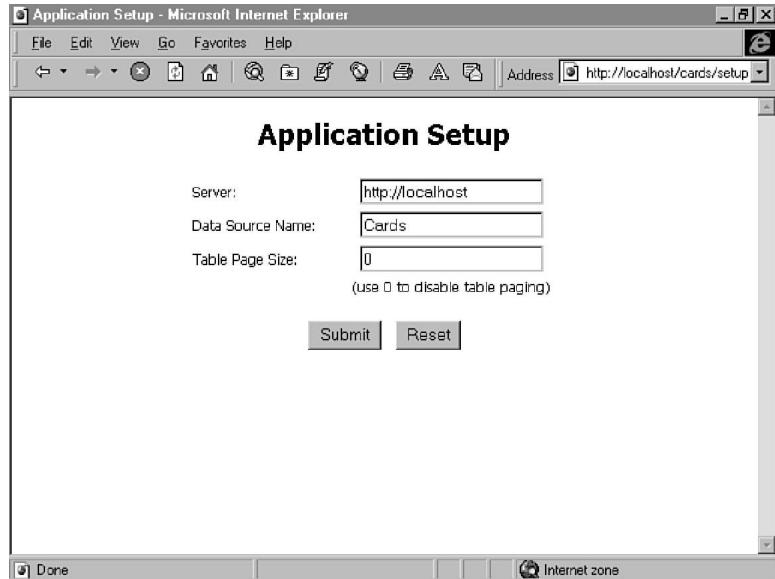 Application Setup - Microsoft Internet Explorer
File Edit View Go Favorites Help
Address http://localhost/cards/setup
Application Setup
Server: http://localhost
Data Source Name: Cards
Table Page Size: 0
(use 0 to disable table paging)
Submit Reset
Done Internet zone